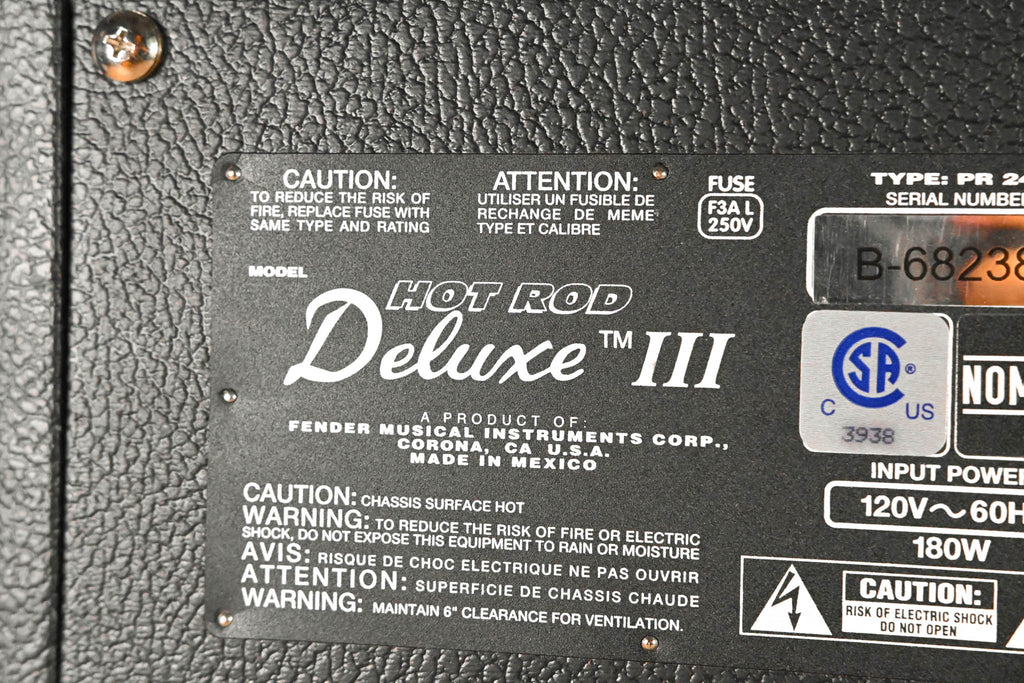 CAUTION:
TO REDUCE THE RISK OF
FIRE, REPLACE FUSE WITH
SAME TYPE AND RATING
ATTENTION:
UTILISER UN FUSIBLE DE
RECHANGE DE MEME
TYPE ET CALIBRE
FUSE
F3A L
250V
TYPE: PR 24
SERIAL NUMBER
B-68238
MODEL
HOT ROD
Deluxe™ III
A PRODUCT OF:
FENDER MUSICAL INSTRUMENTS CORP.,
CORONA, CA U.S.A.
MADE IN MEXICO
CSA®
C US
3938
NOM
INPUT POWER
120V~60H
180W
CAUTION: CHASSIS SURFACE HOT
WARNING: TO REDUCE THE RISK OF FIRE OR ELECTRIC
SHOCK, DO NOT EXPOSE THIS EQUIPMENT TO RAIN OR MOISTURE
AVIS: RISQUE DE CHOC ELECTRIQUE NE PAS OUVRIR
ATTENTION: SUPERFICIE DE CHASSIS CHAUDE
WARNING: MAINTAIN 6" CLEARANCE FOR VENTILATION.
CAUTION:
RISK OF ELECTRIC SHOCK
DO NOT OPEN